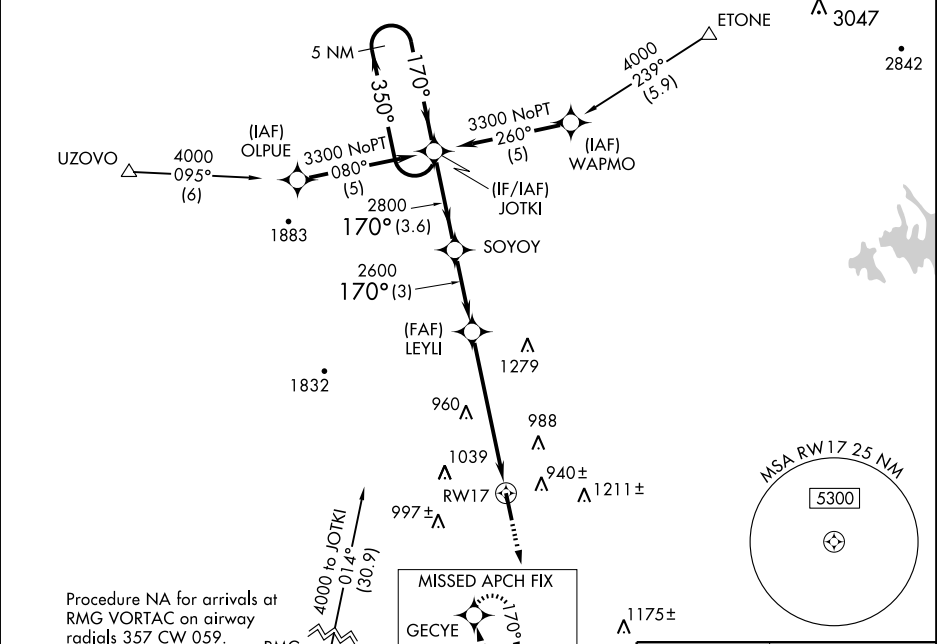 ETONE
3047
2842
4000
239°
(5.9)
5 NM
170°
350°
3300 NoPT
260°
(5)
(IAF)
WAPMO
(IAF)
OLPUE
UZOVO
4000
095°
(6)
3300 NoPT
080°
(5)
(IF/IAF)
JOTKI
1883
2800
170° (3.6)
SOYOY
2600
170° (3)
(FAF)
LEYLI
1279
1832
960
988
1039
940±
RW17
1211±
997±
MSA RW17 25 NM
5300
4000 to JOTKI
014°
(30.9)
MISSED APCH FIX
GECYE
170°
1175±
Procedure NA for arrivals at
RMG VORTAC on airway
radials 357 CW 059.
RMG